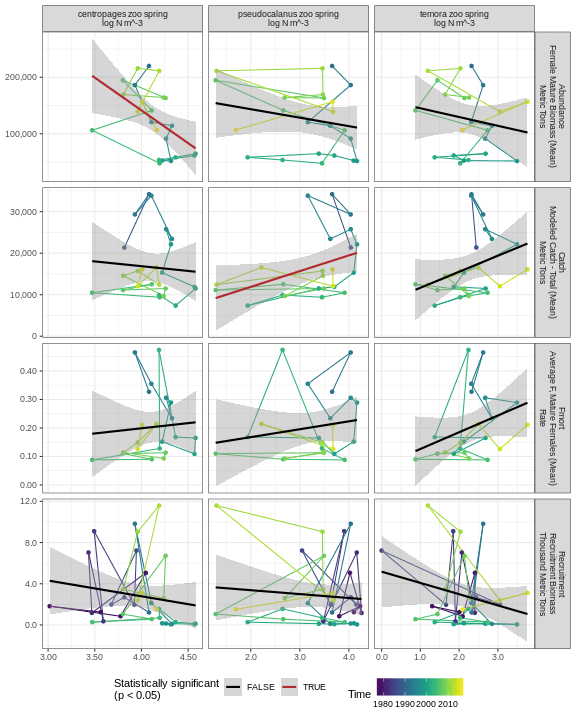 centropages zoo spring
log N m^-3
pseudocalanus zoo spring
log N m^-3
temora zoo spring
log N m^-3
200,000
100,000
Abundance
Female Mature Biomass (Mean)
Metric Tons
30,000
20,000
10,000
0
Catch
Modeled Catch - Total (Mean)
Metric Tons
0.40
0.30
0.20
0.10
0.00
Fmort
Average F, Mature Females (Mean)
Rate
12.0
8.0
4.0
0.0
Recruitment
Recruitment Biomass
Thousand Metric Tons
3.00 3.50 4.00 4.50
2.0 3.0 4.0
0.0 1.0 2.0 3.0
Statistically significant
(p < 0.05)
FALSE
TRUE
Time
1980 1990 2000 2010